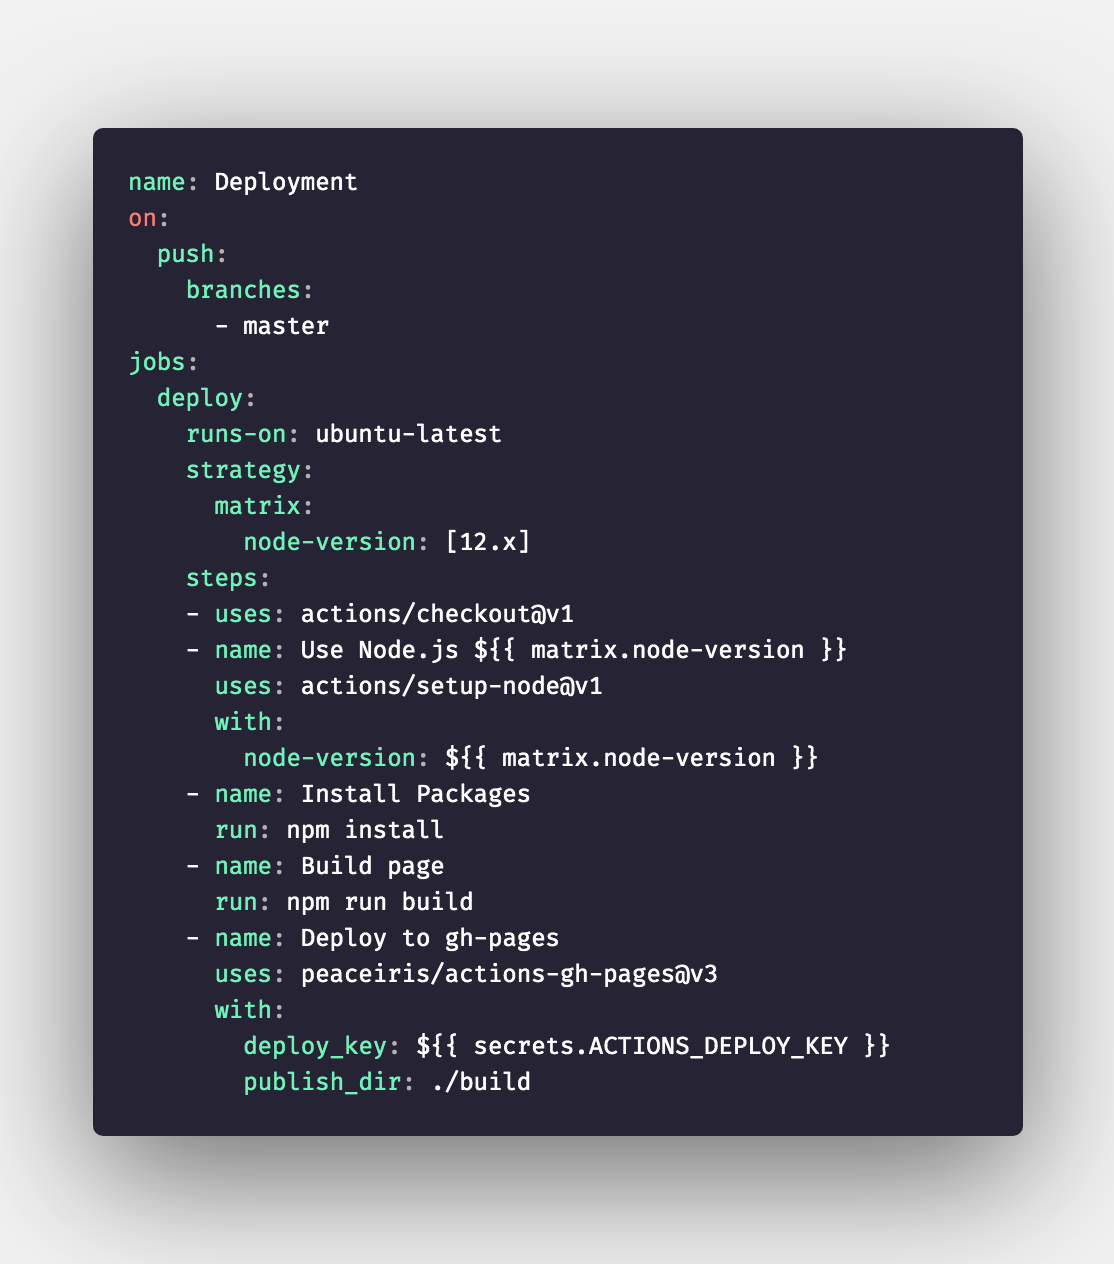 name: Deployment
on:
  push:
    branches:
      - master
jobs:
  deploy:
    runs-on: ubuntu-latest
    strategy:
      matrix:
        node-version: [12.x]
    steps:
    - uses: actions/checkout@v1
    - name: Use Node.js ${{ matrix.node-version }}
      uses: actions/setup-node@v1
      with:
        node-version: ${{ matrix.node-version }}
    - name: Install Packages
      run: npm install
    - name: Build page
      run: npm run build
    - name: Deploy to gh-pages
      uses: peaceiris/actions-gh-pages@v3
      with:
        deploy_key: ${{ secrets.ACTIONS_DEPLOY_KEY }}
        publish_dir: ./build